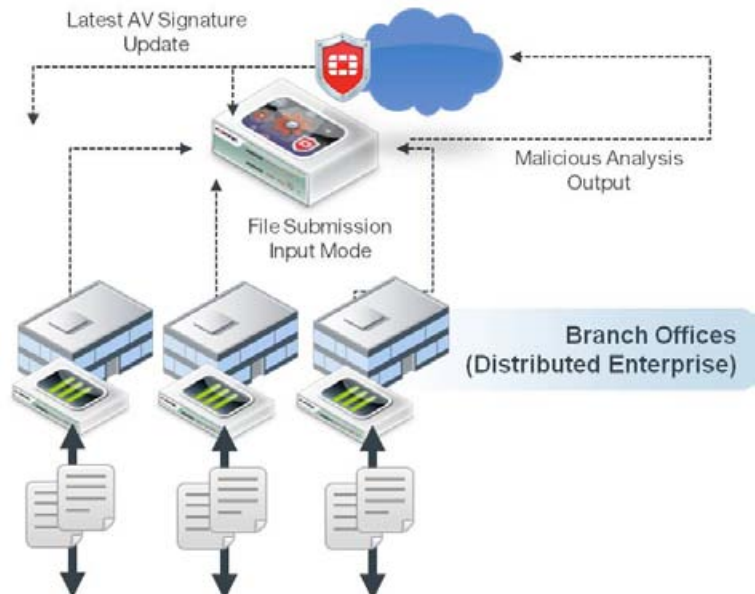 Latest AV Signature
Update
Malicious Analysis
Output
File Submission
Input Mode
Branch Offices
(Distributed Enterprise)